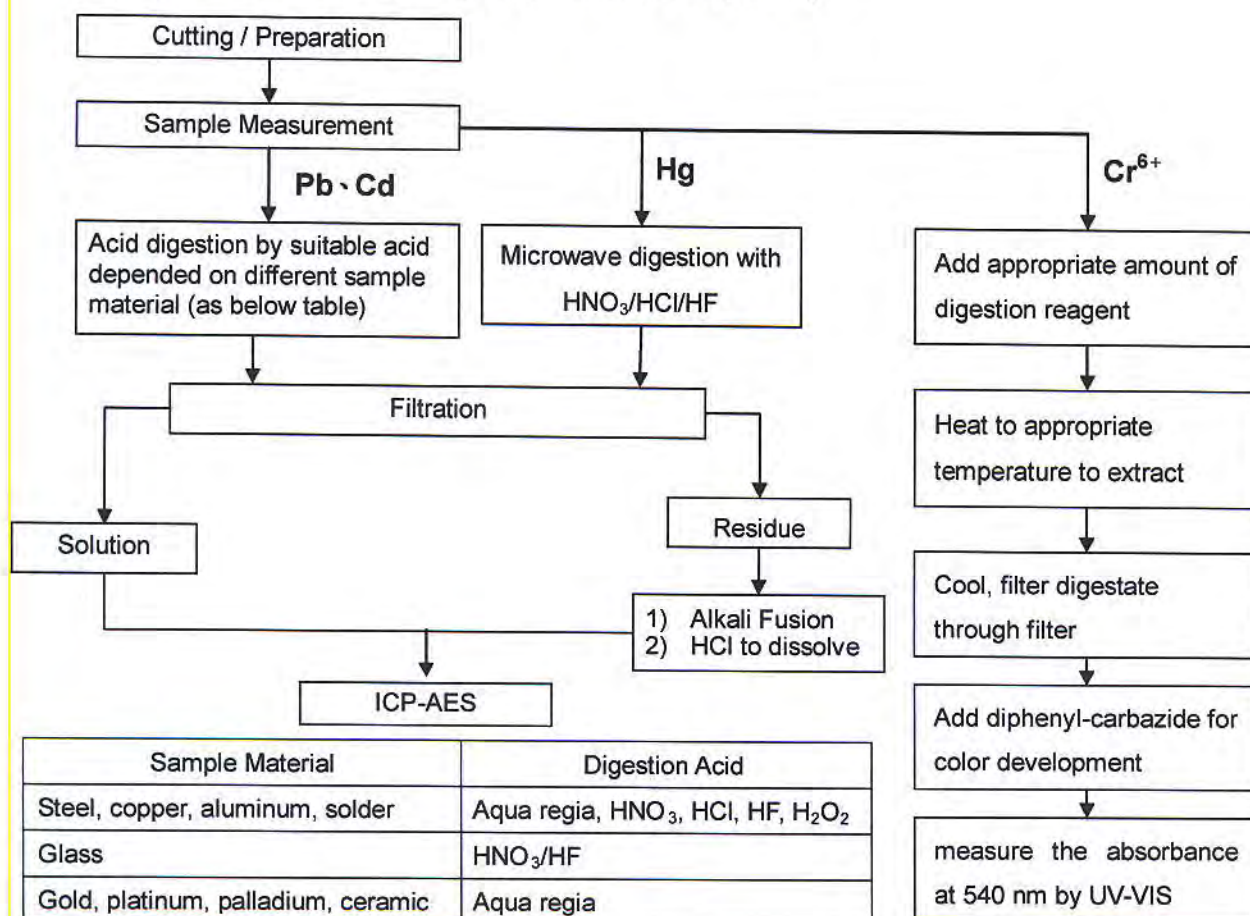 Cutting / Preparation
Sample Measurement
Pb、Cd
Hg
Cr⁶⁺
Acid digestion by suitable acid
depended on different sample
material (as below table)
Microwave digestion with
HNO₃/HCl/HF
Add appropriate amount of
digestion reagent
Filtration
Heat to appropriate
temperature to extract
Solution
Residue
1) Alkali Fusion
2) HCl to dissolve
Cool, filter digestate
through filter
ICP-AES
Add diphenyl-carbazide for
color development
Sample Material Digestion Acid
Steel, copper, aluminum, solder Aqua regia, HNO₃, HCl, HF, H₂O₂
Glass HNO₃/HF
Gold, platinum, palladium, ceramic Aqua regia
measure the absorbance
at 540 nm by UV-VIS